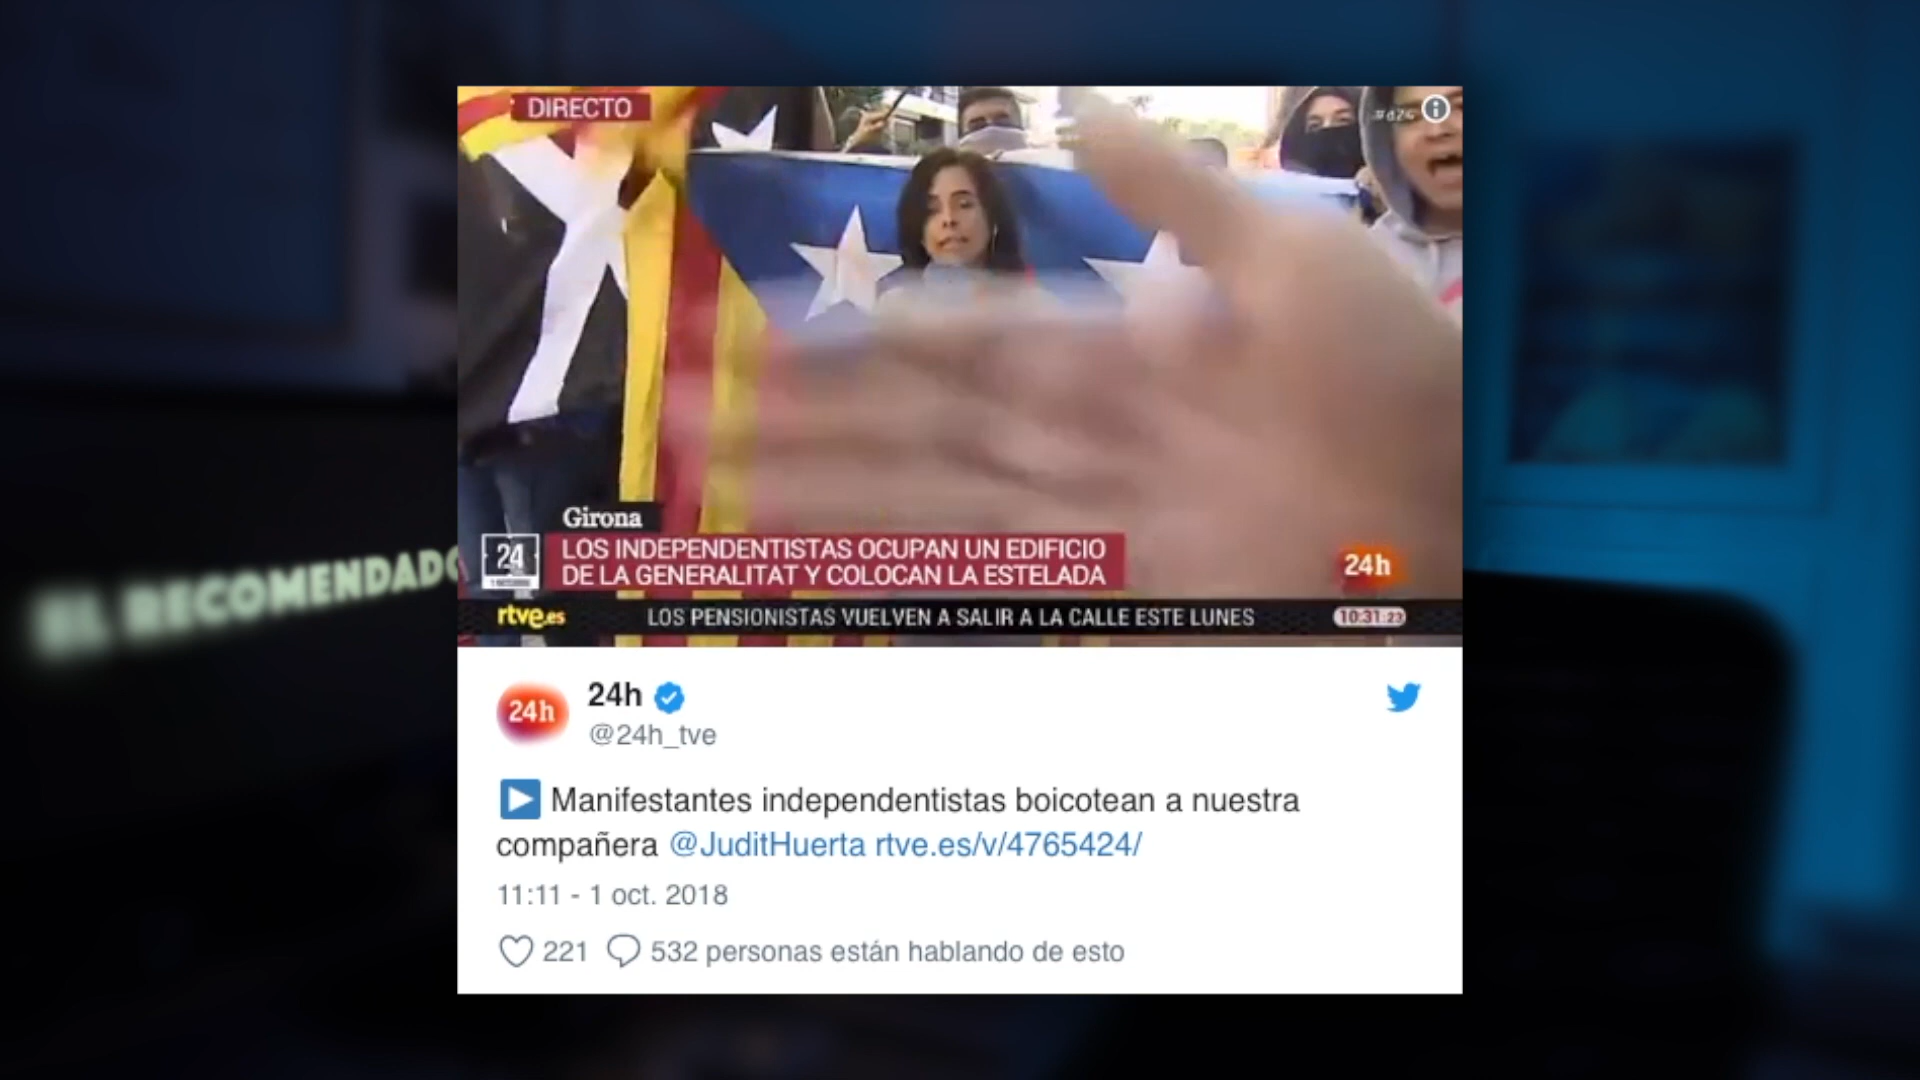 DIRECTO
Girona
24
LOS INDEPENDENTISTAS OCUPAN UN EDIFICIO
DE LA GENERALITAT Y COLOCAN LA ESTELADA
24h
rtve.es
LOS PENSIONISTAS VUELVEN A SALIR A LA CALLE ESTE LUNES
10:31:23
EL RECOMENDADO
24h
24h
@24h_tve
Manifestantes independentistas boicotean a nuestra
compañera @JuditHuerta rtve.es/v/4765424/
11:11 - 1 oct. 2018
221
532 personas están hablando de esto